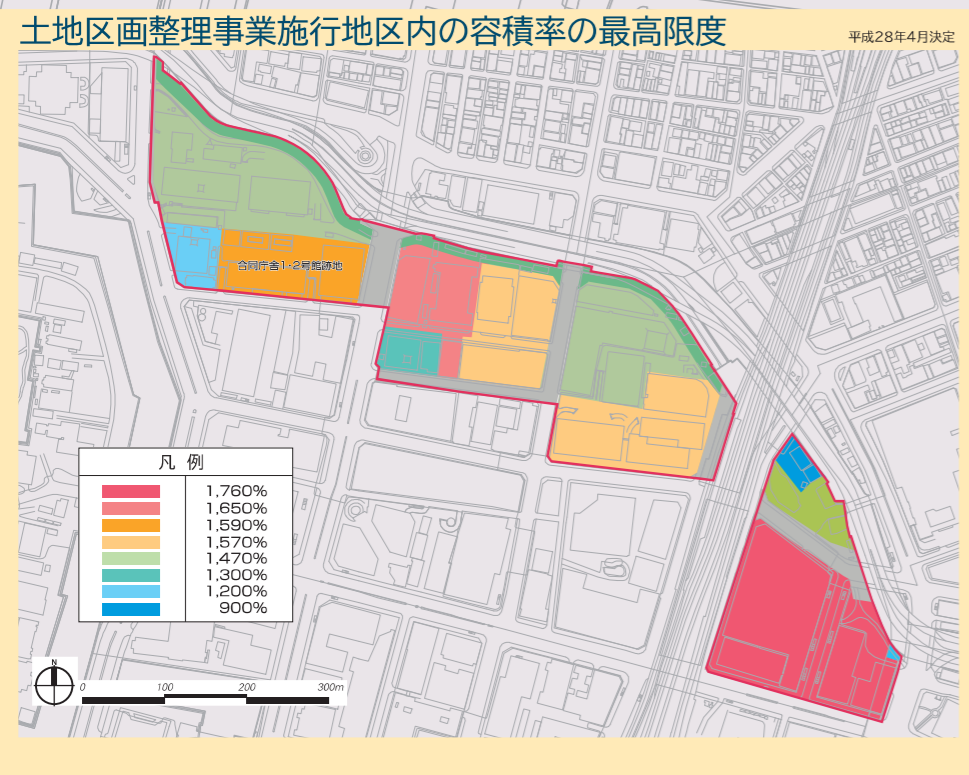 土地区画整理事業施行地区内の容積率の最高限度
平成28年4月決定
合同庁舎1・2号館跡地
凡 例
1,760%
1,650%
1,590%
1,570%
1,470%
1,300%
1,200%
900%
N
0 100 200 300m